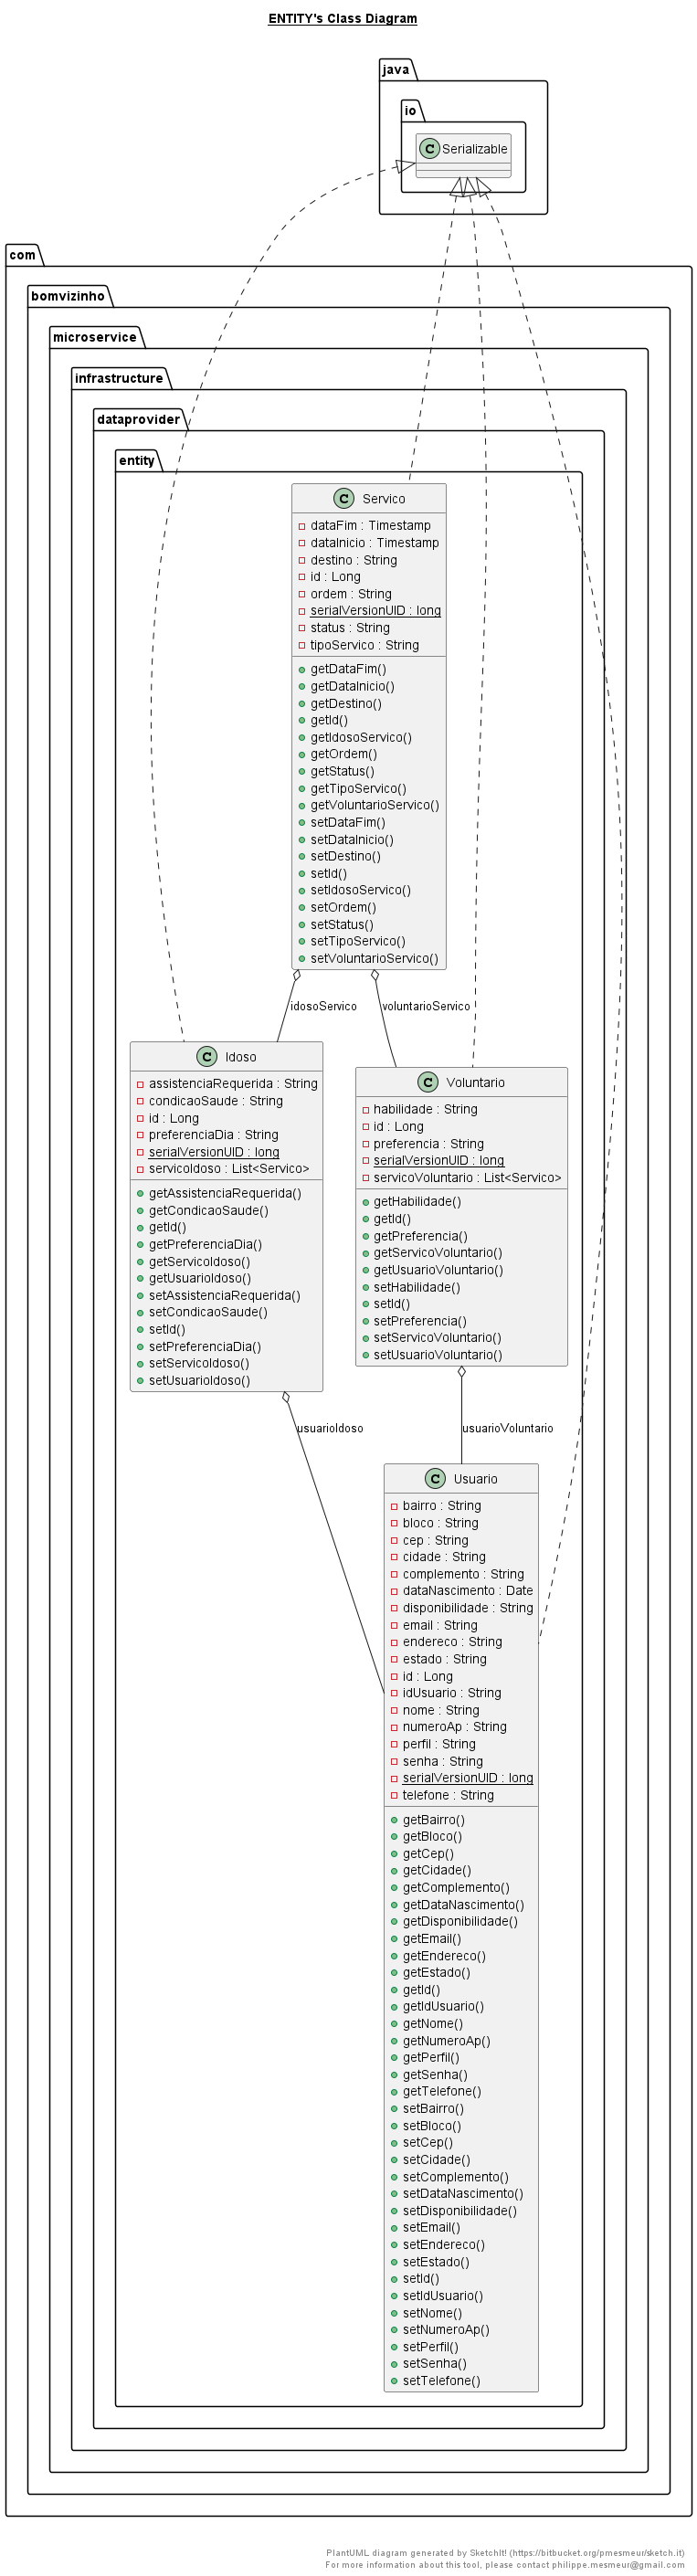 ENTITY's Class Diagram
java
io
Serializable
com
bomvizinho
microservice
infrastructure
dataprovider
entity
Servico
dataFim : Timestamp
dataInicio : Timestamp
destino : String
id : Long
ordem : String
serialVersionUID : long
status : String
tipoServico : String
getDataFim()
getDataInicio()
getDestino()
getId()
getIdosoServico()
getOrdem()
getStatus()
getTipoServico()
getVoluntarioServico()
setDataFim()
setDataInicio()
setDestino()
setId()
setIdosoServico()
setOrdem()
setStatus()
setTipoServico()
setVoluntarioServico()
idosoServico
voluntarioServico
Idoso
assistenciaRequerida : String
condicaoSaude : String
id : Long
preferenciaDia : String
serialVersionUID : long
servicoIdoso : List<Servico>
getAssistenciaRequerida()
getCondicaoSaude()
getId()
getPreferenciaDia()
getServicoIdoso()
getUsuarioIdoso()
setAssistenciaRequerida()
setCondicaoSaude()
setId()
setPreferenciaDia()
setServicoIdoso()
setUsuarioIdoso()
Voluntario
habilidade : String
id : Long
preferencia : String
serialVersionUID : long
servicoVoluntario : List<Servico>
getHabilidade()
getId()
getPreferencia()
getServicoVoluntario()
getUsuarioVoluntario()
setHabilidade()
setId()
setPreferencia()
setServicoVoluntario()
setUsuarioVoluntario()
usuarioIdoso
usuarioVoluntario
Usuario
bairro : String
bloco : String
cep : String
cidade : String
complemento : String
dataNascimento : Date
disponibilidade : String
email : String
endereco : String
estado : String
id : Long
idUsuario : String
nome : String
numeroAp : String
perfil : String
senha : String
serialVersionUID : long
telefone : String
getBairro()
getBloco()
getCep()
getCidade()
getComplemento()
getDataNascimento()
getDisponibilidade()
getEmail()
getEndereco()
getEstado()
getId()
getIdUsuario()
getNome()
getNumeroAp()
getPerfil()
getSenha()
getTelefone()
setBairro()
setBloco()
setCep()
setCidade()
setComplemento()
setDataNascimento()
setDisponibilidade()
setEmail()
setEndereco()
setEstado()
setId()
setIdUsuario()
setNome()
setNumeroAp()
setPerfil()
setSenha()
setTelefone()
PlantUML diagram generated by SketchIt! (https://bitbucket.org/pmesmeur/sketch.it)
For more information about this tool, please contact philippe.mesmeur@gmail.com